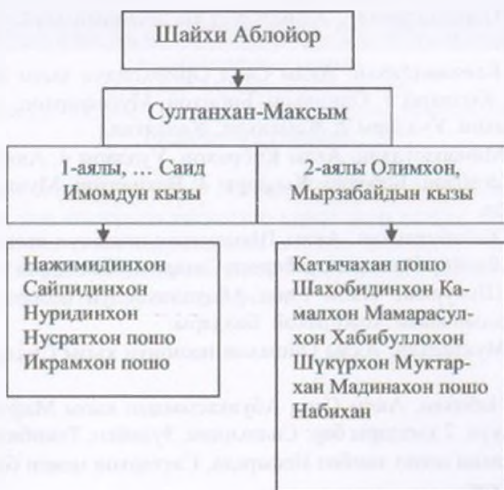 Шайхи Аблойор
Султанхан-Максым
1-аялы, ... Саид
Имомдун кызы
2-аялы Олимхон,
Мырзабайдын кызы
Нажимидинхон
Сайпидинхон
Нуридинхон
Нусратхон пошо
Икрамхон пошо
Катычахан пошо
Шахобидинхон Ка-
малхон Мамарасул-
хон Хабибуллохон
Шүкүрхон Муктар-
хан Мадинахон пошо
Набихан